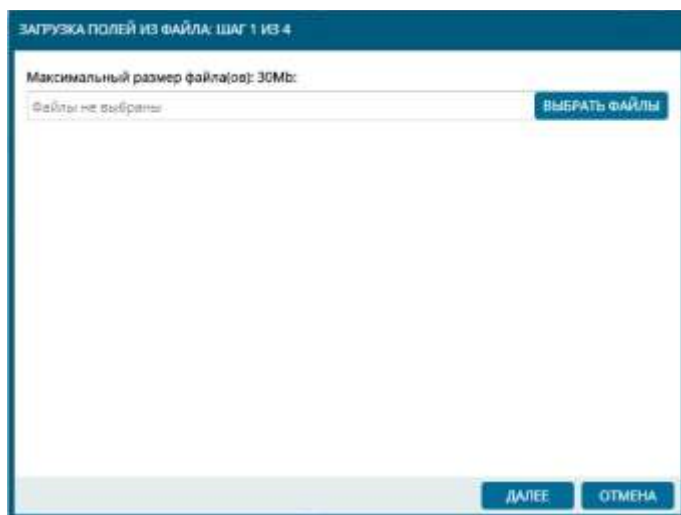 ЗАГРУЗКА ПОЛЕЙ ИЗ ФАЙЛА: ШАГ 1 ИЗ 4
Максимальный размер файла(ов): 30Mb:
Файлы не выбраны
ВЫБРАТЬ ФАЙЛЫ
ДАЛЕЕ
ОТМЕНА